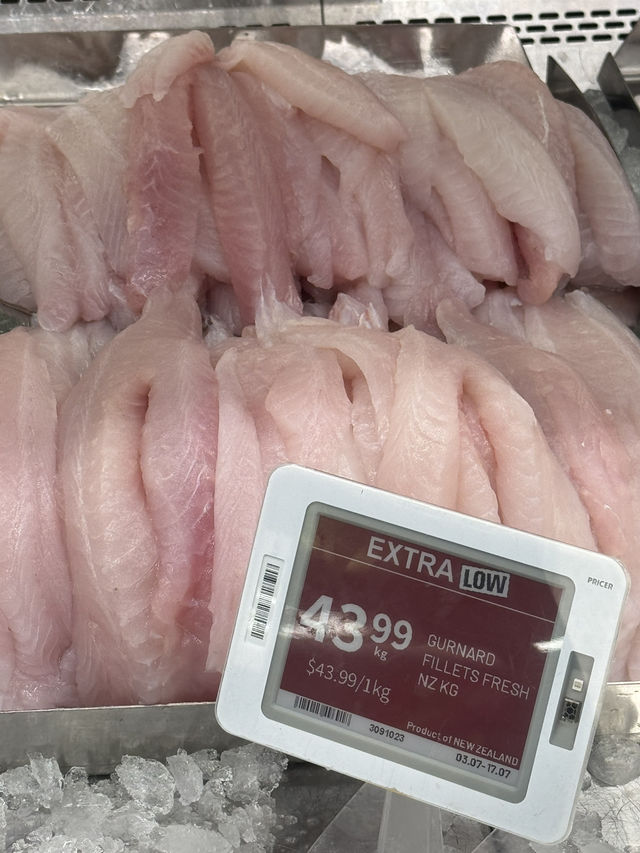 EXTRA LOW
PRICER
43.99
kg
$43.99/1kg
GURNARD
FILLETS FRESH
NZ KG
3091023
Product of NEW ZEALAND
03.07-17.07